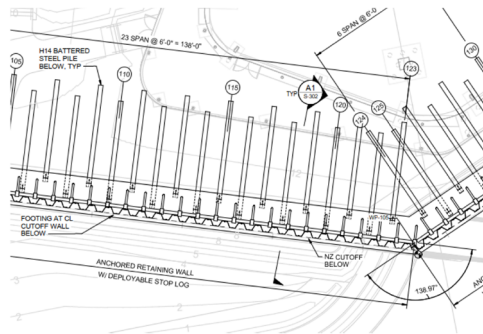 23 SPAN @ 6'-0" = 138'-0"
6 SPAN @ 6'-0
105
H14 BATTERED
STEEL PILE
BELOW, TYP
110
115
TYP
A1
S-302
120
123
124
125
130
WP-105
FOOTING AT CL
CUTOFF WALL
BELOW
NZ CUTOFF
BELOW
ANCHORED RETAINING WALL
W/ DEPLOYABLE STOP LOG
138.97°